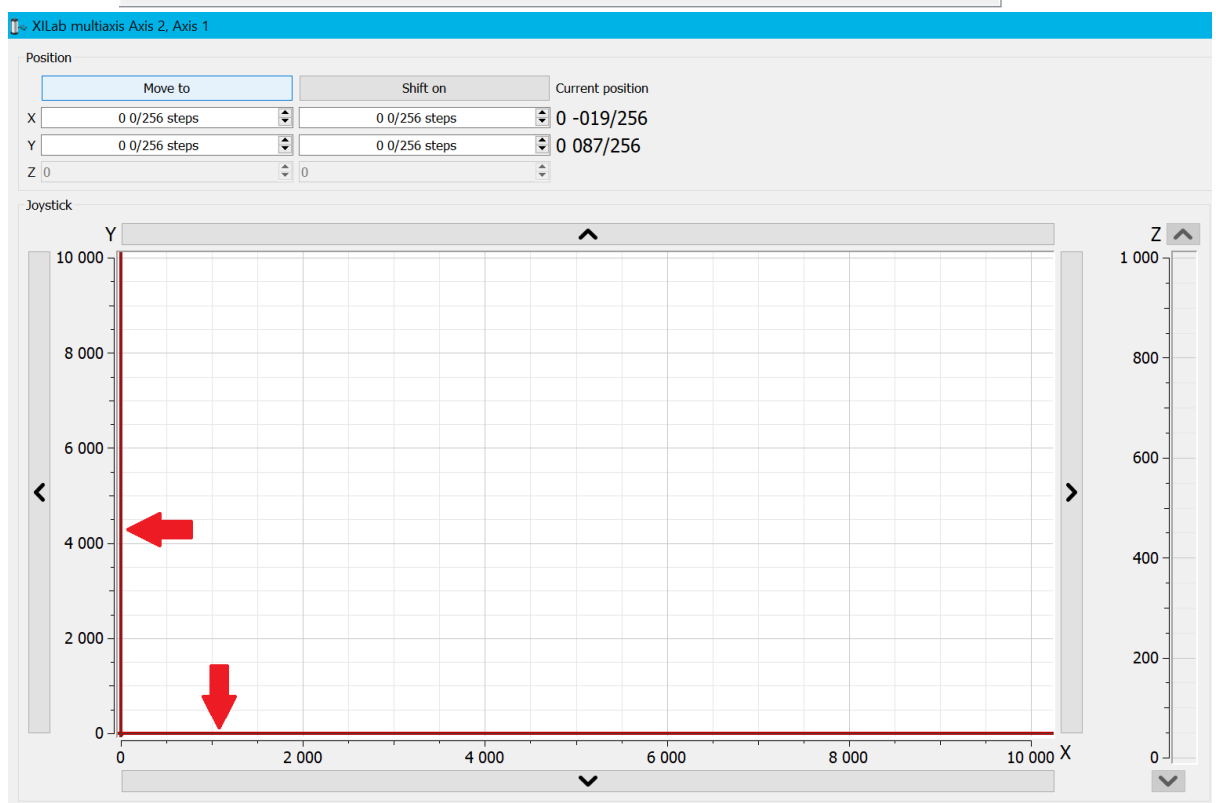 XILab multiaxis Axis 2, Axis 1
Position
Move to Shift on Current position
X 0 0/256 steps 0 0/256 steps 0 -019/256
Y 0 0/256 steps 0 0/256 steps 0 087/256
Z 0 0
Joystick
Y Z
10 000 1 000
8 000 800
6 000 600
4 000 400
2 000 200
0
0 2 000 4 000 6 000 8 000 10 000 X 0